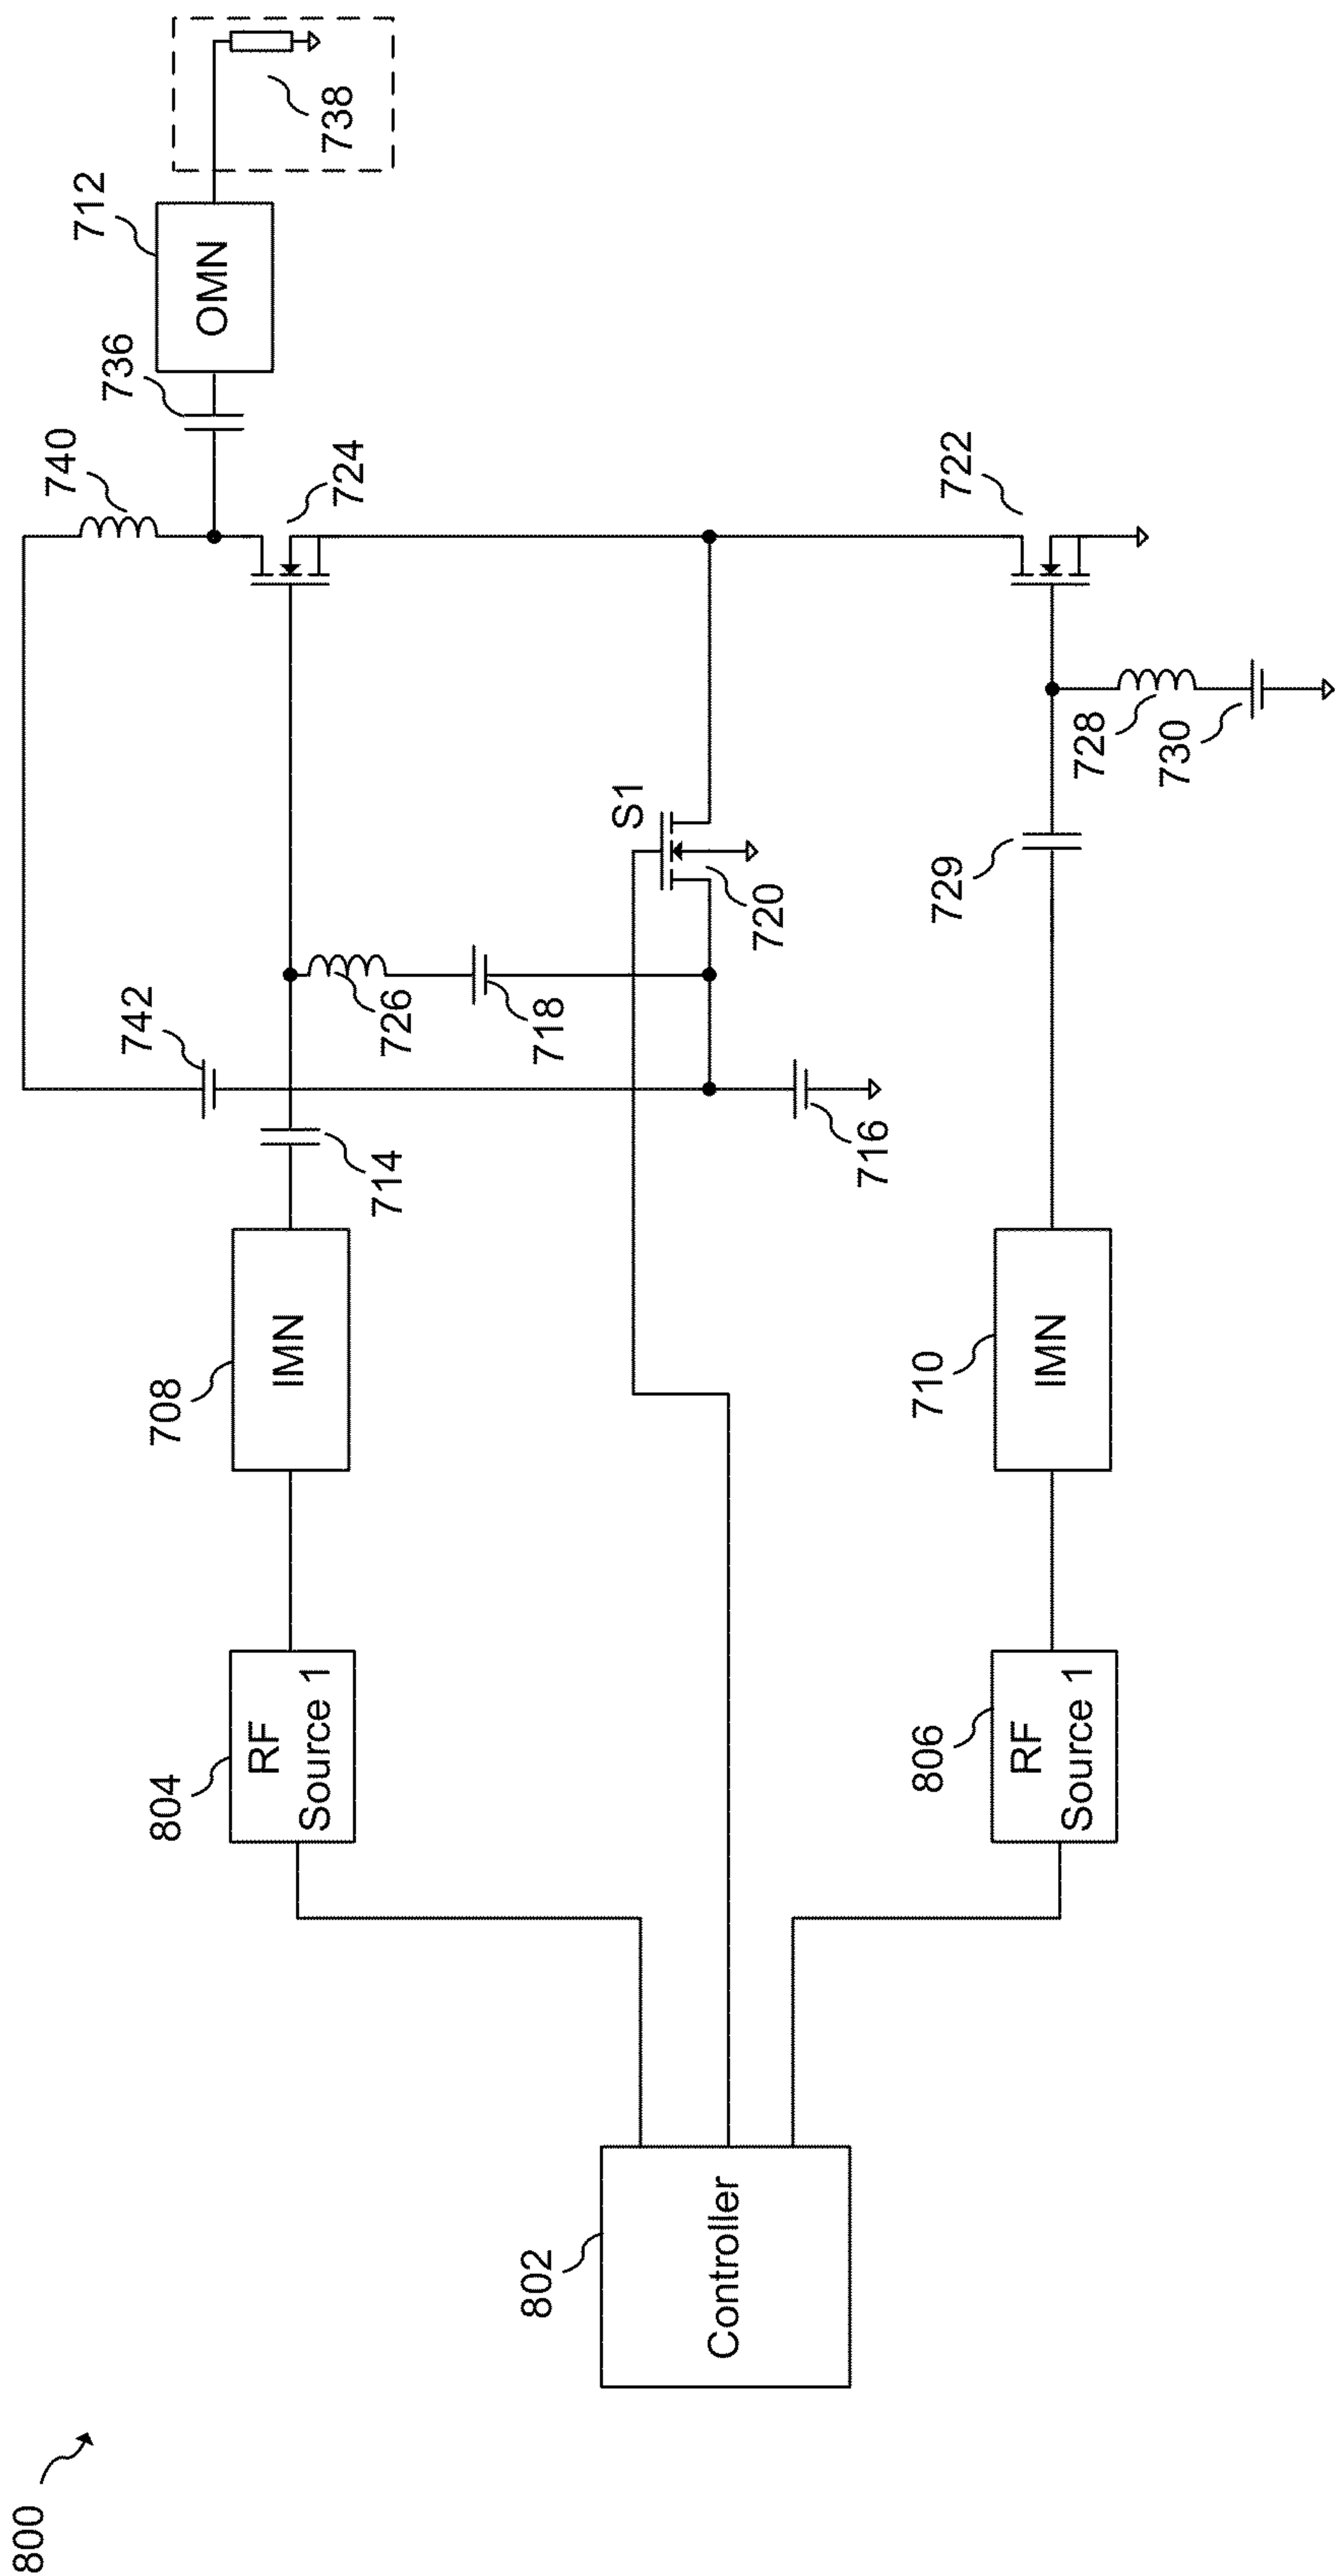 800
802
Controller
804
RF
Source 1
708
IMN
714
742
726
718
716
S1
720
740
724
736
712
OMN
738
806
RF
Source 1
710
IMN
729
728
730
722